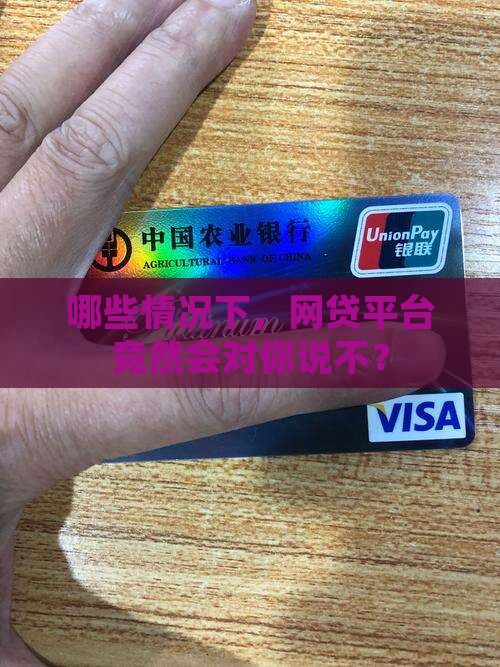 中国农业银行
AGRICULTURAL BANK OF CHINA
UnionPay
银联
哪些情况下，网贷平台
竟然会对你说不？
Platinum
VISA